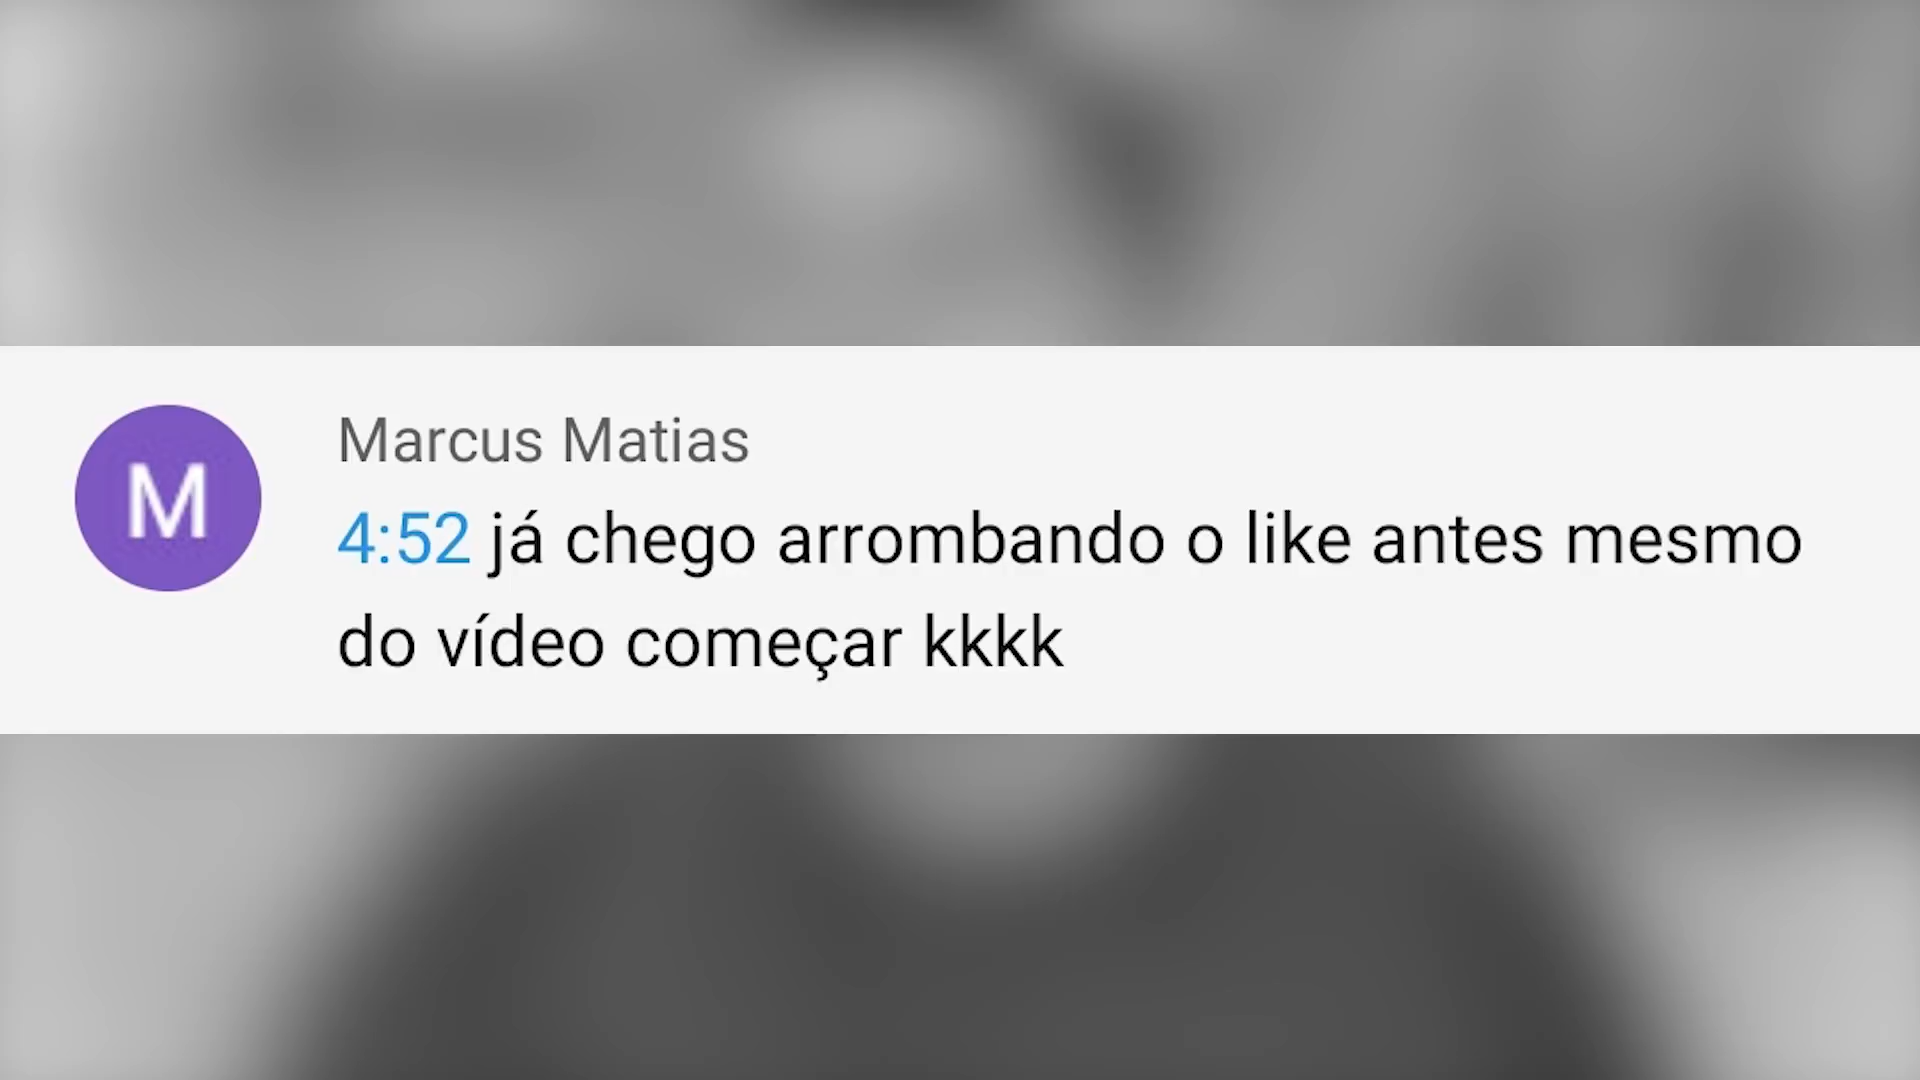 M
Marcus Matias
4:52 já chego arrombando o like antes mesmo
do vídeo começar kkkk